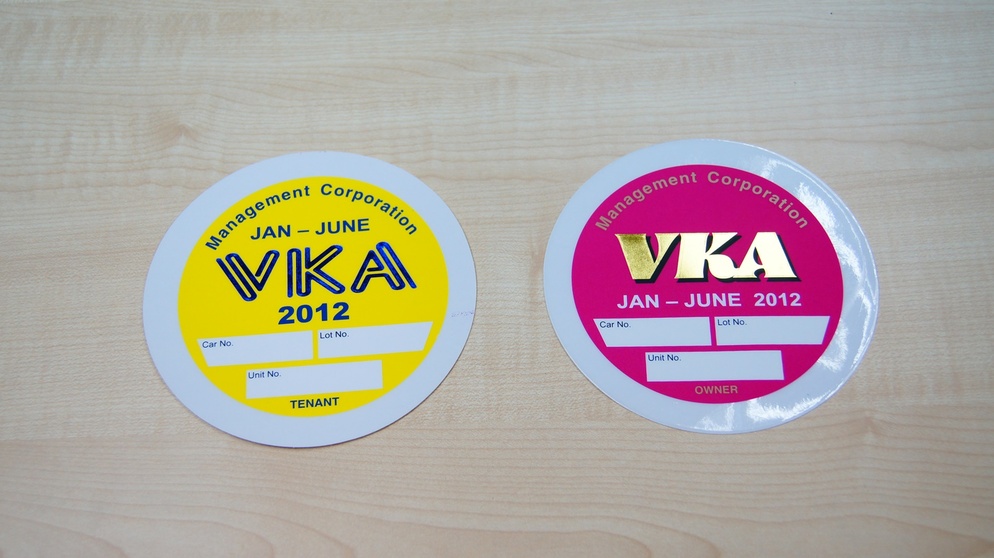 Management Corporation
JAN – JUNE
VKA
2012
Car No.
Lot No.
Unit No.
TENANT
Management Corporation
VKA
JAN – JUNE 2012
Car No.
Lot No.
Unit No.
OWNER